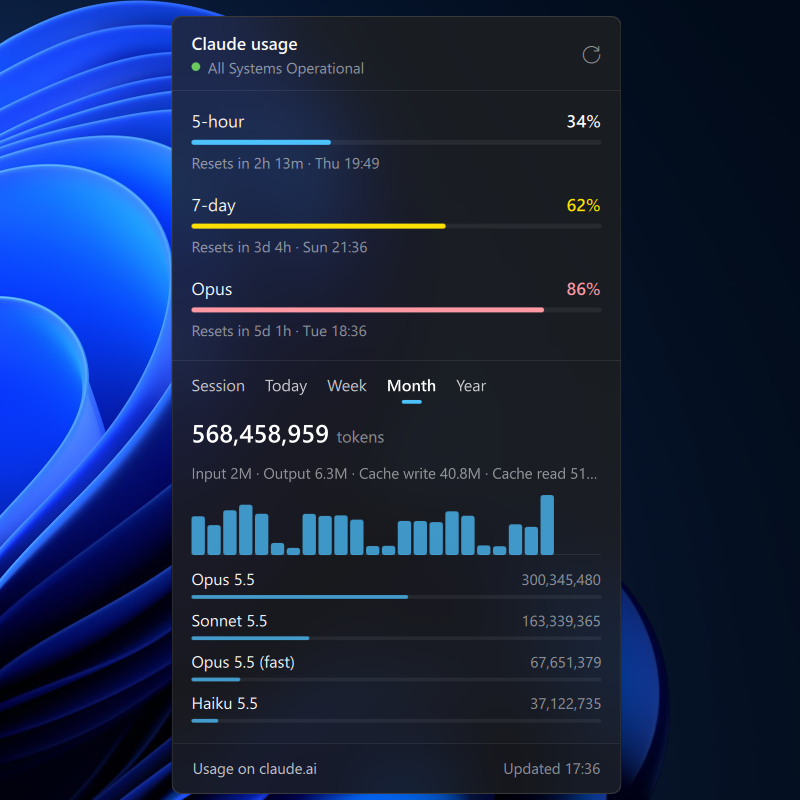 Claude usage
All Systems Operational
5-hour 34%
Resets in 2h 13m · Thu 19:49
7-day 62%
Resets in 3d 4h · Sun 21:36
Opus 86%
Resets in 5d 1h · Tue 18:36
Session Today Week Month Year
568,458,959 tokens
Input 2M · Output 6.3M · Cache write 40.8M · Cache read 51...
Opus 5.5 300,345,480
Sonnet 5.5 163,339,365
Opus 5.5 (fast) 67,651,379
Haiku 5.5 37,122,735
Usage on claude.ai Updated 17:36